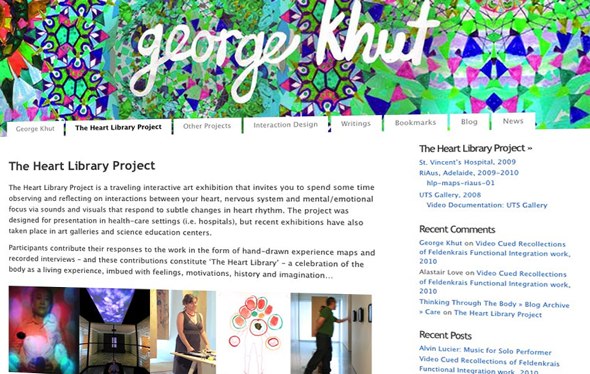 george khut
George Khut
The Heart Library Project
Other Projects
Interaction Design
Writings
Bookmarks
Blog
News
The Heart Library Project
The Heart Library Project is a traveling interactive art exhibition that invites you to spend some time
observing and reflecting on interactions between your heart, nervous system and mental/emotional
focus via sounds and visuals that respond to subtle changes in heart rhythm. The project was
designed for presentation in health-care settings (i.e. hospitals), but recent exhibitions have also
taken place in art galleries and science education centers.
Participants contribute their responses to the work in the form of hand-drawn experience maps and
recorded interviews – and these contributions constitute 'The Heart Library' – a celebration of the
body as a living experience, imbued with feelings, motivations, history and imagination...
The Heart Library Project »
St. Vincent's Hospital, 2009
RiAus, Adelaide, 2009-2010
hlp-maps-riaus-01
UTS Gallery, 2008
Video Documentation: UTS Gallery
Recent Comments
George Khut on Video Cued Recollections
of Feldenkrais Functional Integration work,
2010
Alastair Love on Video Cued Recollections
of Feldenkrais Functional Integration work,
2010
Thinking Through The Body » Blog Archive
» Care on The Heart Library Project
Recent Posts
Alvin Lucier: Music for Solo Performer
Video Cued Recollections of Feldenkrais
Functional Integration work, 2010